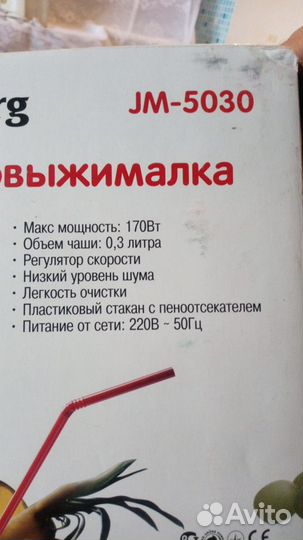 rg
JM-5030
овыжималка
• Макс мощность: 170Вт
• Объем чаши: 0,3 литра
• Регулятор скорости
• Низкий уровень шума
• Легкость очистки
• Пластиковый стакан с пеноотсекателем
• Питание от сети: 220В ~ 50Гц
CE
Avito